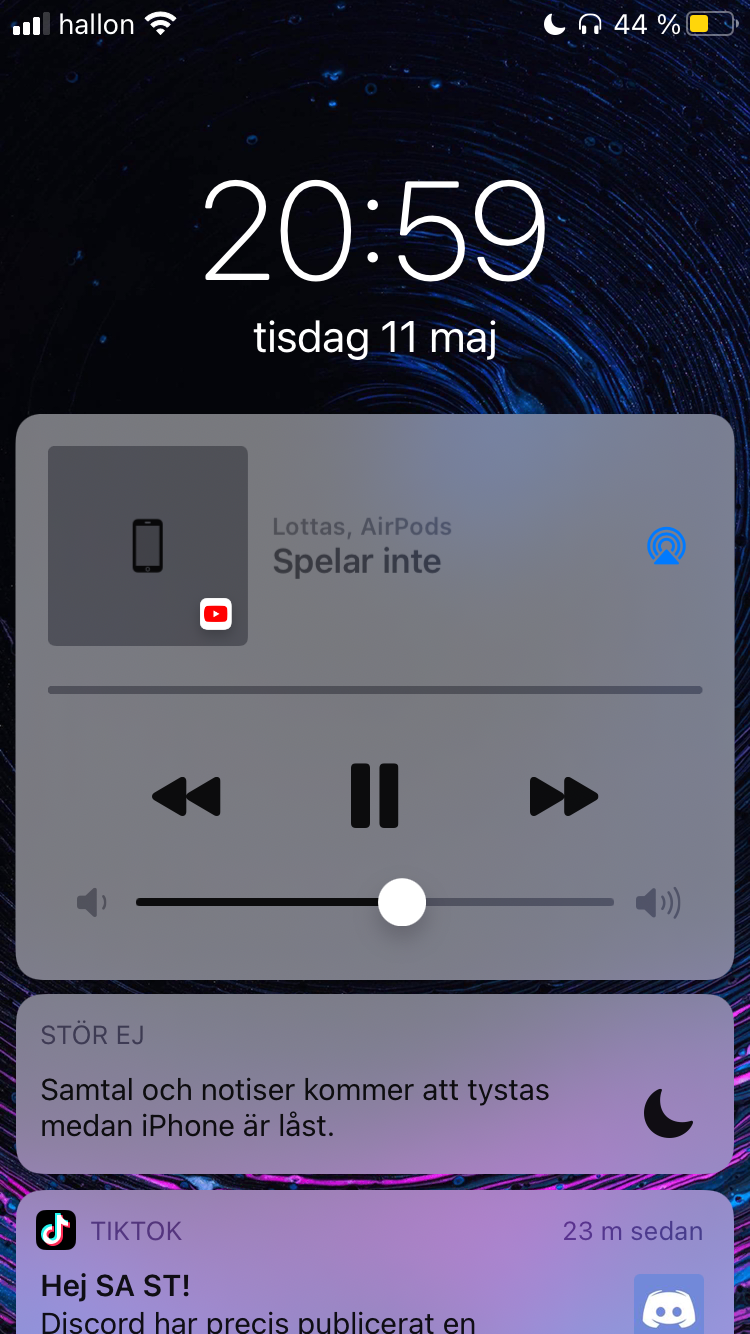 hallon 44 %
20:59
tisdag 11 maj
Lottas, AirPods
Spelar inte
STÖR EJ
Samtal och notiser kommer att tystas
medan iPhone är låst.
TIKTOK 23 m sedan
Hej SA ST!
Discord har precis publicerat en